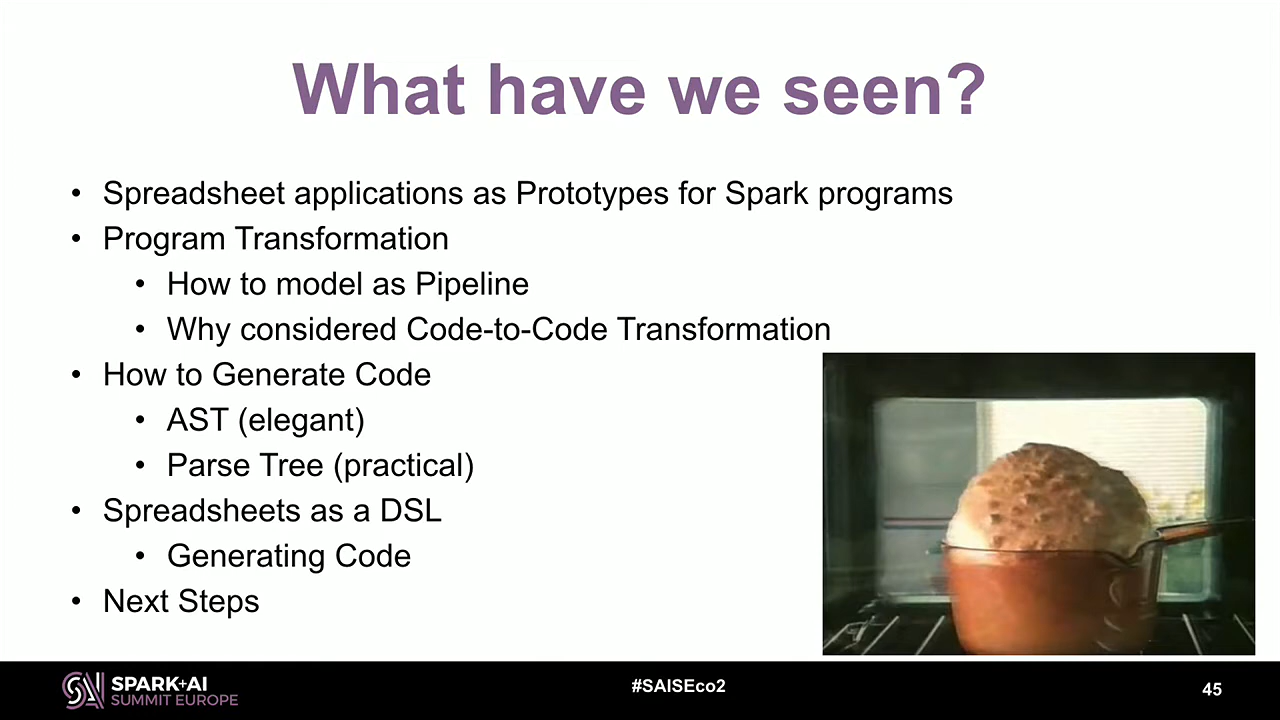 What have we seen?
• Spreadsheet applications as Prototypes for Spark programs
• Program Transformation
• How to model as Pipeline
• Why considered Code-to-Code Transformation
• How to Generate Code
• AST (elegant)
• Parse Tree (practical)
• Spreadsheets as a DSL
• Generating Code
• Next Steps
SPARK+AI
SUMMIT EUROPE
#SAISEco2
45